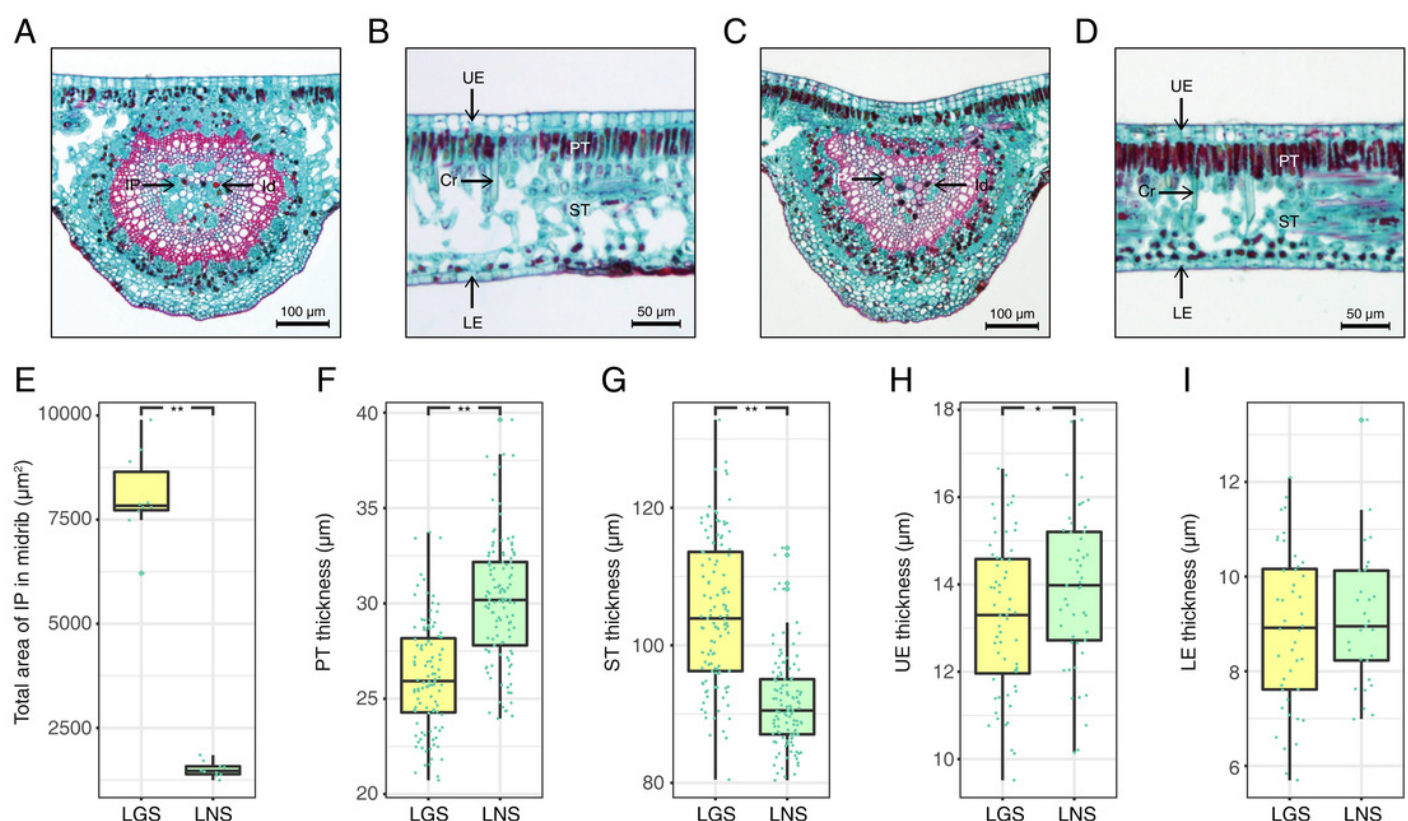 A
B
C
D
UE
PT
Cr
ST
LE
50 µm
IP
Id
100 µm
Id
100 µm
UE
PT
Cr
ST
LE
50 µm
E
F
G
H
I
Total area of IP in midrib (µm²)
10000
7500
5000
2500
**
LGS LNS
PT thickness (µm)
40
35
30
25
20
**
LGS LNS
ST thickness (µm)
120
100
80
**
LGS LNS
UE thickness (µm)
18
16
14
12
10
*
LGS LNS
LE thickness (µm)
12
10
8
6
LGS LNS